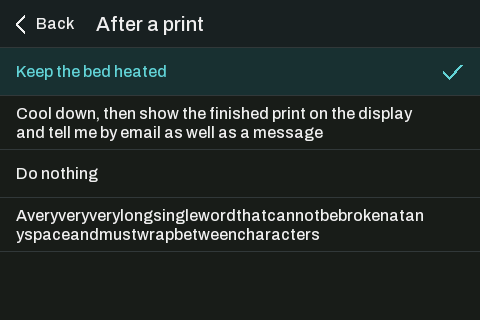 Back
After a print
Keep the bed heated
Cool down, then show the finished print on the display
and tell me by email as well as a message
Do nothing
Averyveryverylongsinglewordthatcannotbebrokenatan
yspaceandmustwrapbetweencharacters